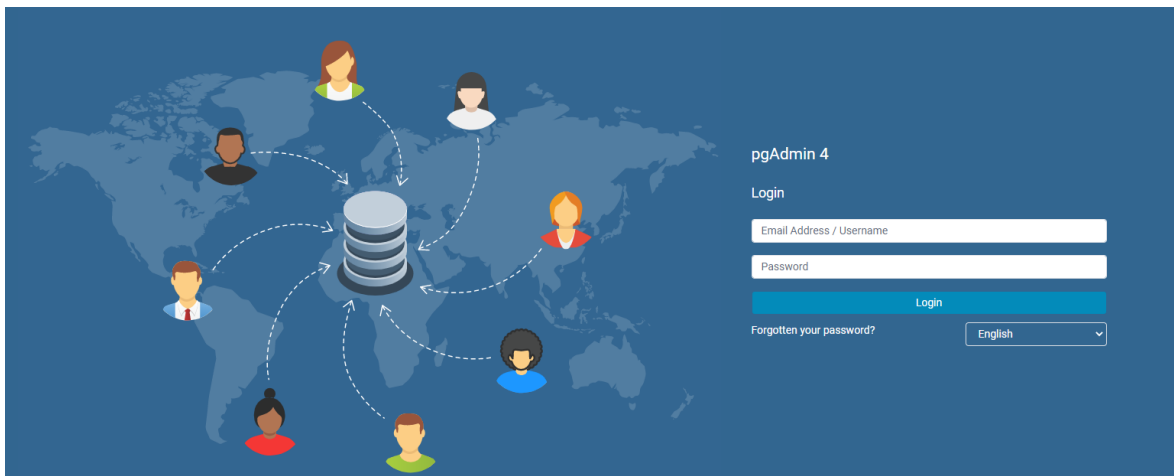 pgAdmin 4
Login
Email Address / Username
Password
Login
Forgotten your password?
English